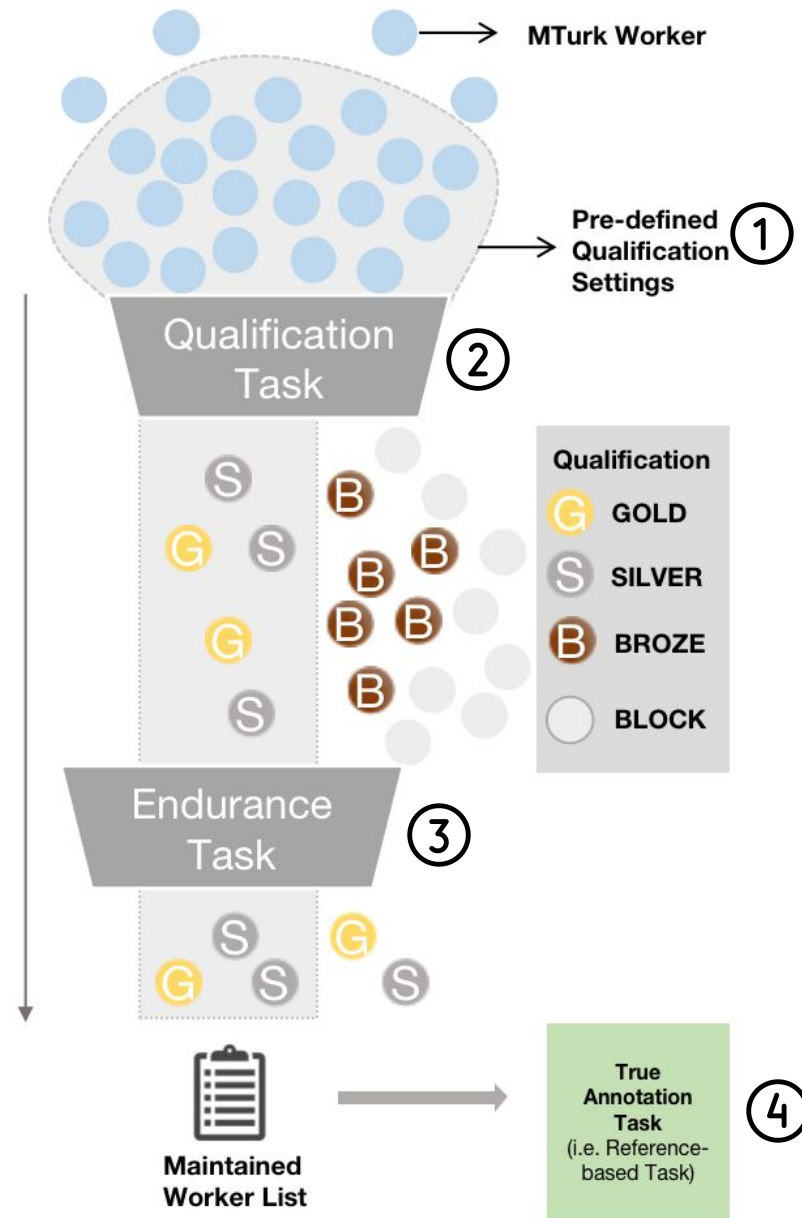 MTurk Worker
Pre-defined
Qualification
Settings
1
Qualification
Task
2
S
G
S
G
S
B
B
B
B
B
B
Qualification
G GOLD
S SILVER
B BROZE
BLOCK
Endurance
Task
3
S
G
S
G
S
Maintained
Worker List
True
Annotation
Task
(i.e. Reference-
based Task)
4